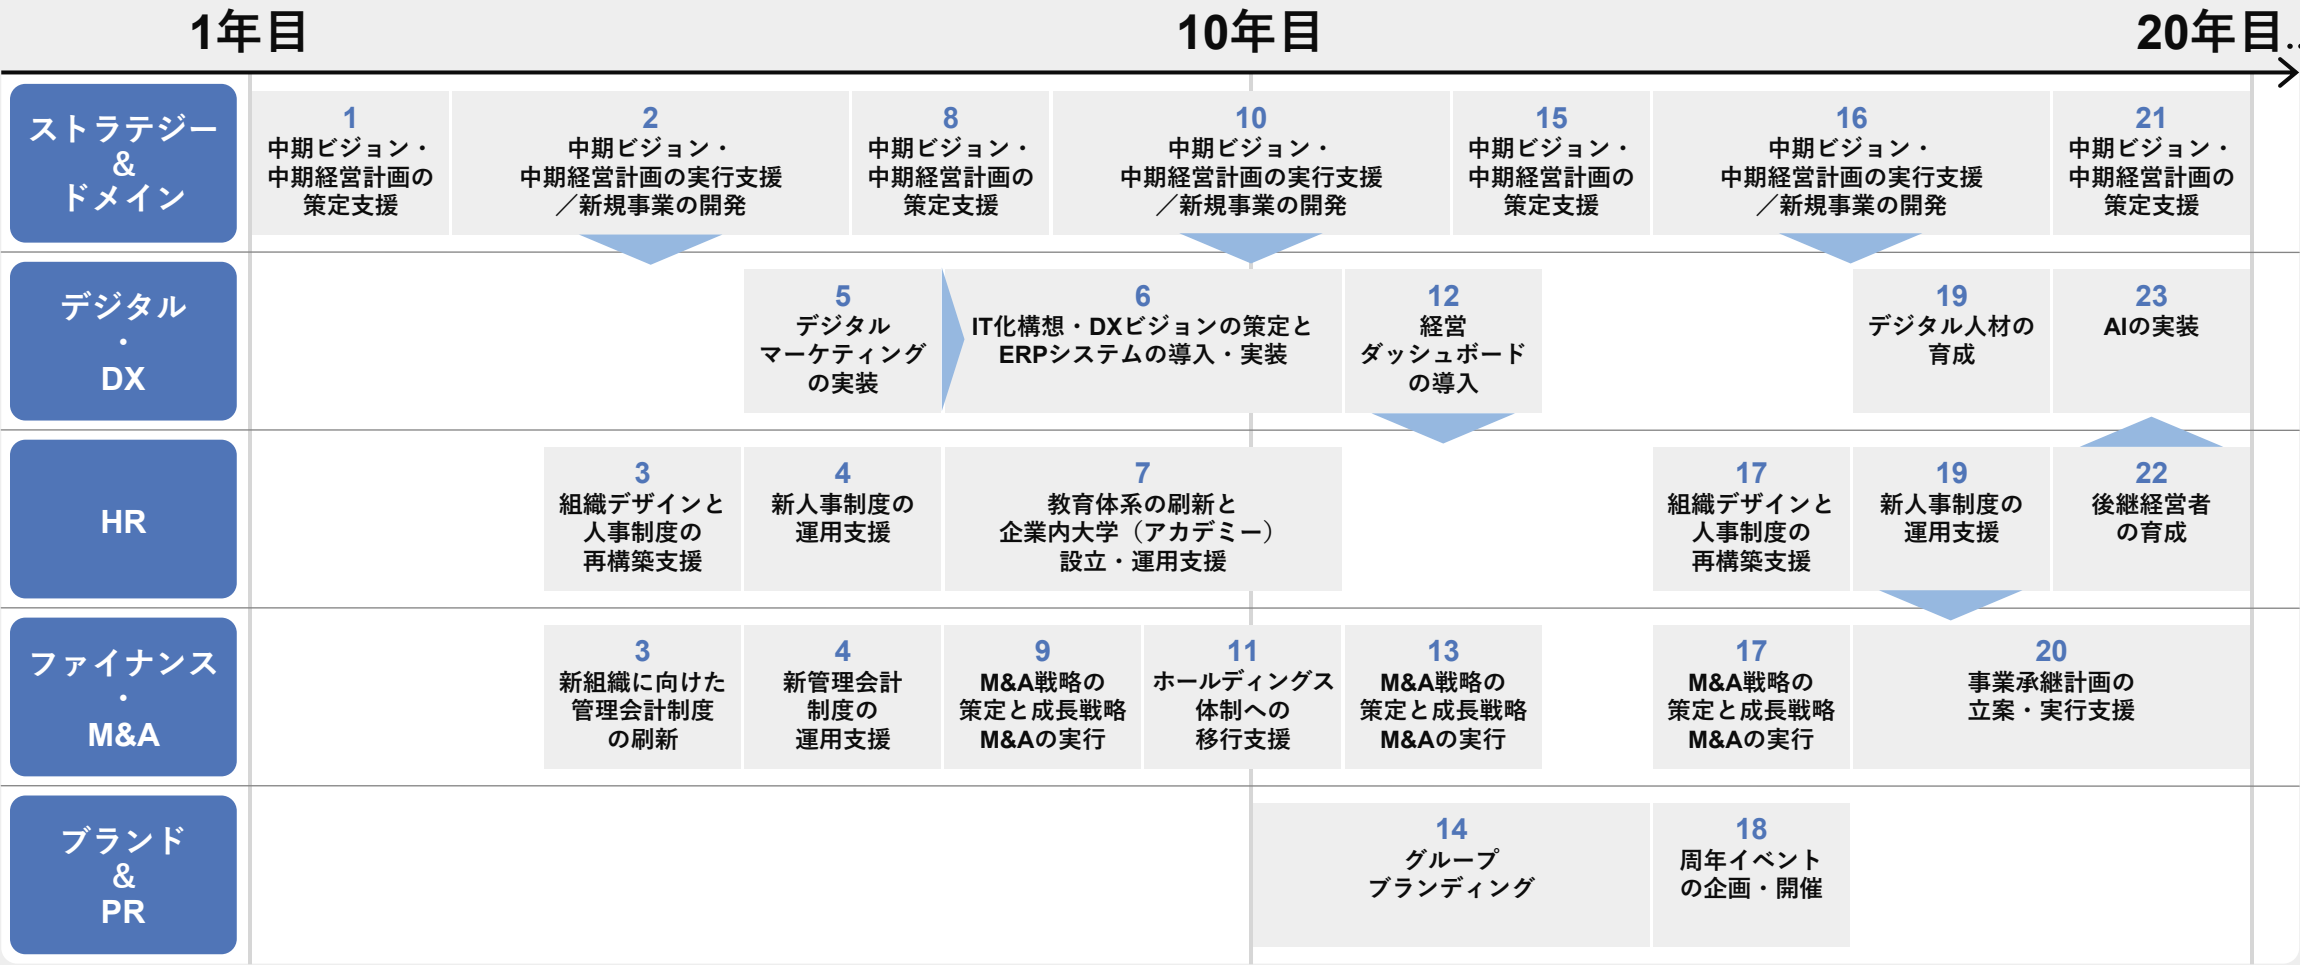 1年目
10年目
20年目..
ストラテジー
&
ドメイン
1
中期ビジョン・
中期経営計画の
策定支援
2
中期ビジョン・
中期経営計画の実行支援
／新規事業の開発
8
中期ビジョン・
中期経営計画の
策定支援
10
中期ビジョン・
中期経営計画の実行支援
／新規事業の開発
15
中期ビジョン・
中期経営計画の
策定支援
16
中期ビジョン・
中期経営計画の実行支援
／新規事業の開発
21
中期ビジョン・
中期経営計画の
策定支援
デジタル
・
DX
5
デジタル
マーケティング
の実装
6
IT化構想・DXビジョンの策定と
ERPシステムの導入・実装
12
経営
ダッシュボード
の導入
19
デジタル人材の
育成
23
AIの実装
HR
3
組織デザインと
人事制度の
再構築支援
4
新人事制度の
運用支援
7
教育体系の刷新と
企業内大学（アカデミー）
設立・運用支援
17
組織デザインと
人事制度の
再構築支援
19
新人事制度の
運用支援
22
後継経営者
の育成
ファイナンス
・
M&A
3
新組織に向けた
管理会計制度
の刷新
4
新管理会計
制度の
運用支援
9
M&A戦略の
策定と成長戦略
M&Aの実行
11
ホールディングス
体制への
移行支援
13
M&A戦略の
策定と成長戦略
M&Aの実行
17
M&A戦略の
策定と成長戦略
M&Aの実行
20
事業承継計画の
立案・実行支援
ブランド
&
PR
14
グループ
ブランディング
18
周年イベント
の企画・開催